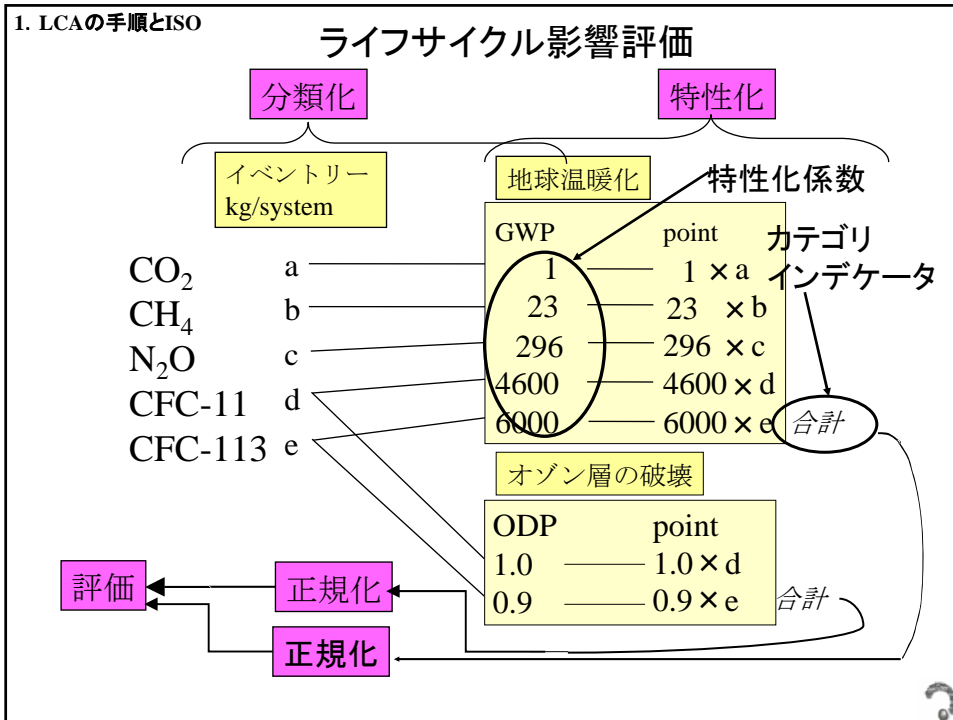 1. LCAの手順とISO
ライフサイクル影響評価
分類化
特性化
イベントリー
kg/system
地球温暖化
特性化係数
GWP point
カテゴリ
インデケータ
CO₂ a 1 1 × a
CH₄ b 23 23 × b
N₂O c 296 296 × c
CFC-11 d 4600 4600 × d
CFC-113 e 6000 6000 × e 合計
オゾン層の破壊
ODP point
1.0 1.0 × d
0.9 0.9 × e 合計
評価
正規化
正規化
?